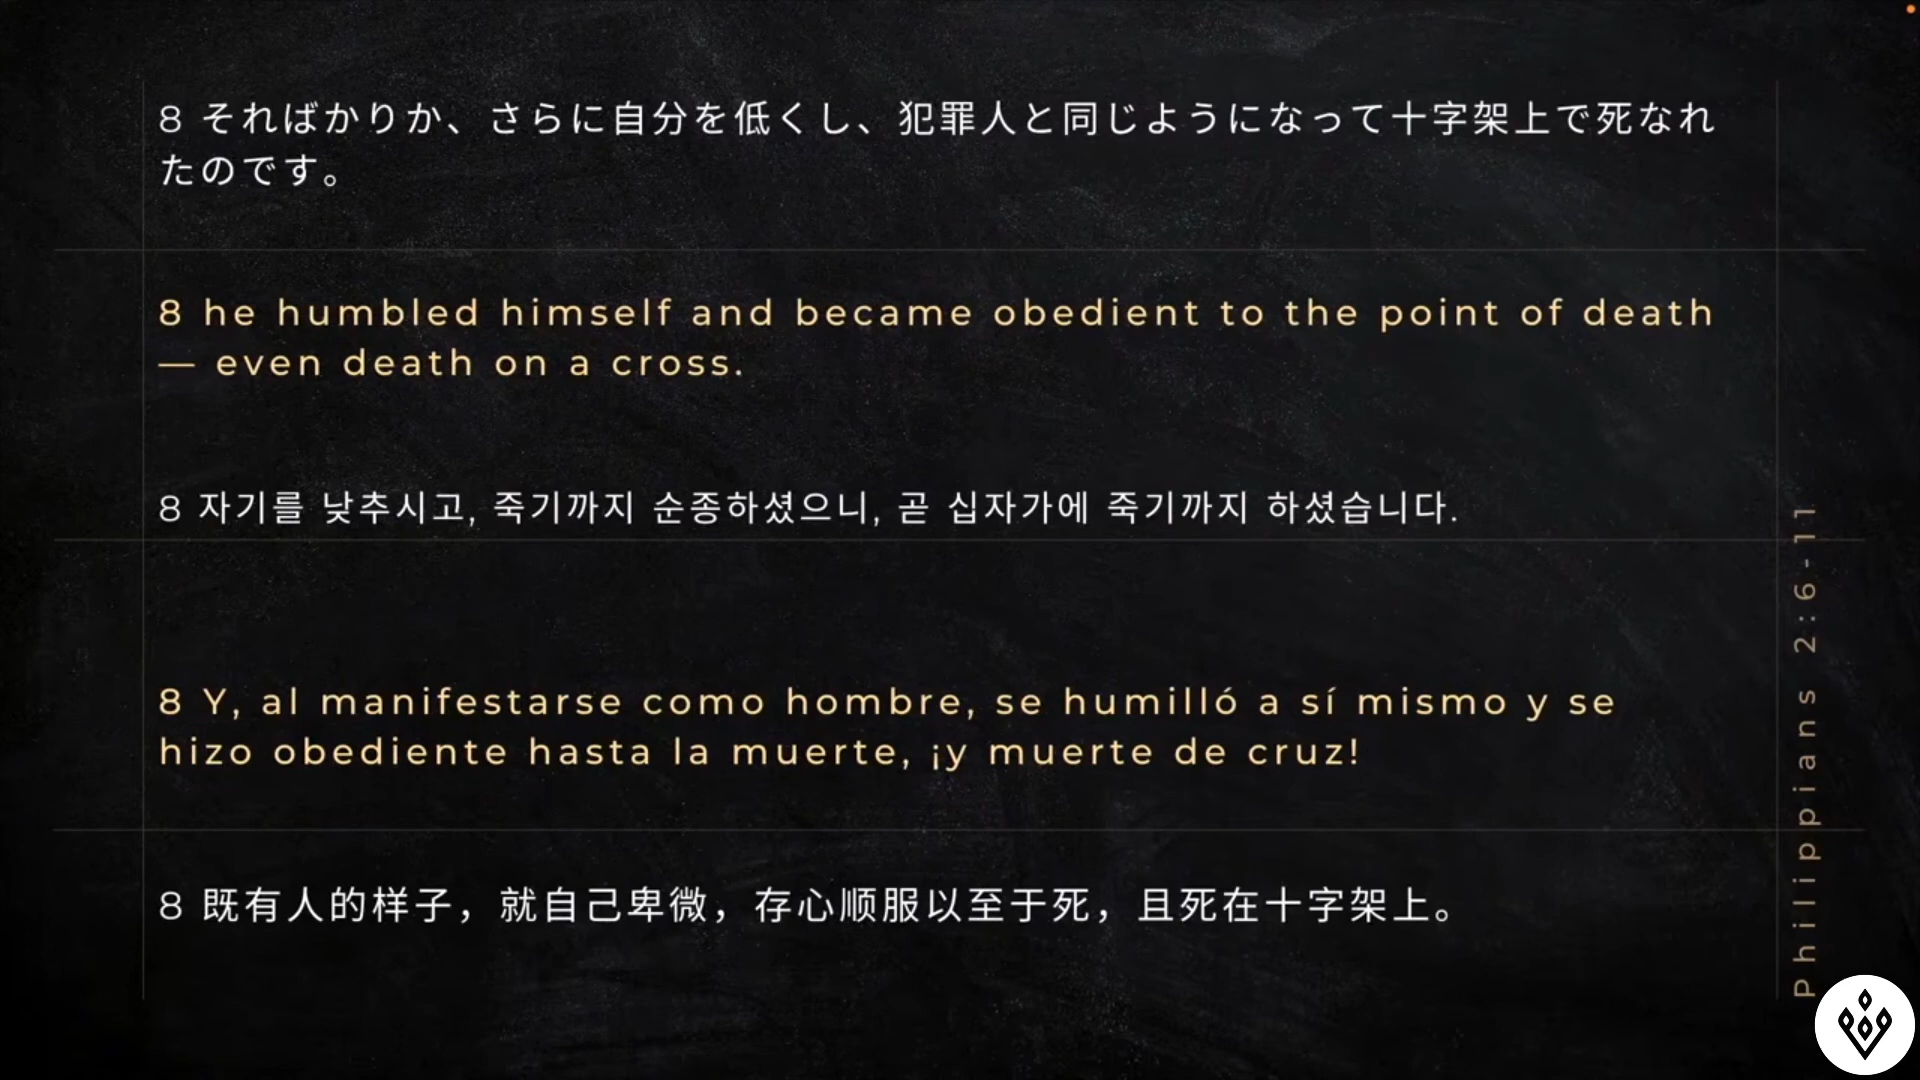 8 そればかりか、さらに自分を低くし、犯罪人と同じようになって十字架上で死なれ
たのです。
8 he humbled himself and became obedient to the point of death
— even death on a cross.
8 자기를 낮추시고, 죽기까지 순종하셨으니, 곧 십자가에 죽기까지 하셨습니다.
8 Y, al manifestarse como hombre, se humilló a sí mismo y se
hizo obediente hasta la muerte, ¡y muerte de cruz!
8 既有人的样子，就自己卑微，存心顺服以至于死，且死在十字架上。
Philippians 2:6-11